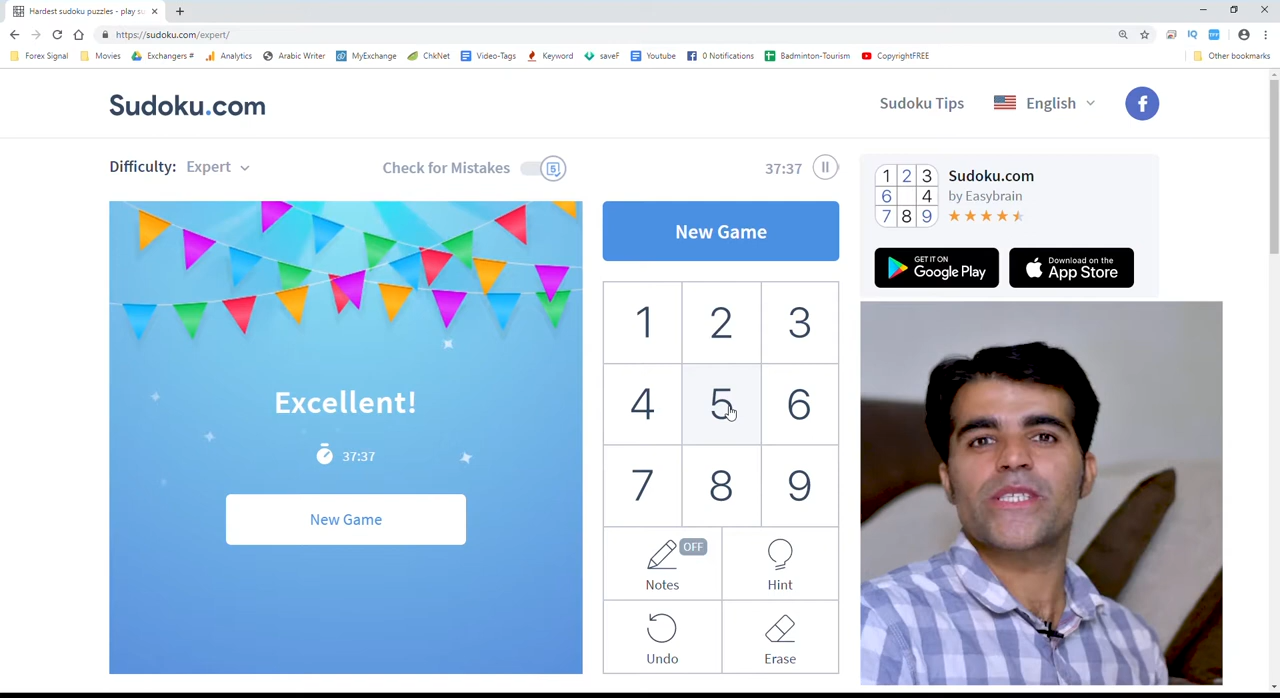 Hardest sudoku puzzles - play su
https://sudoku.com/expert/
Forex Signal Movies Exchangers # Analytics Arabic Writer MyExchange ChkNet Video-Tags Keyword saveF Youtube 0 Notifications Badminton-Tourism CopyrightFREE Other bookmarks
Sudoku.com
Sudoku Tips English
Difficulty: Expert Check for Mistakes 37:37
New Game
1 2 3
6 4
7 8 9
Sudoku.com
by Easybrain
GET IT ON
Google Play
Download on the
App Store
Excellent!
37:37
New Game
1 2 3
4 5 6
7 8 9
Notes OFF Hint
Undo Erase